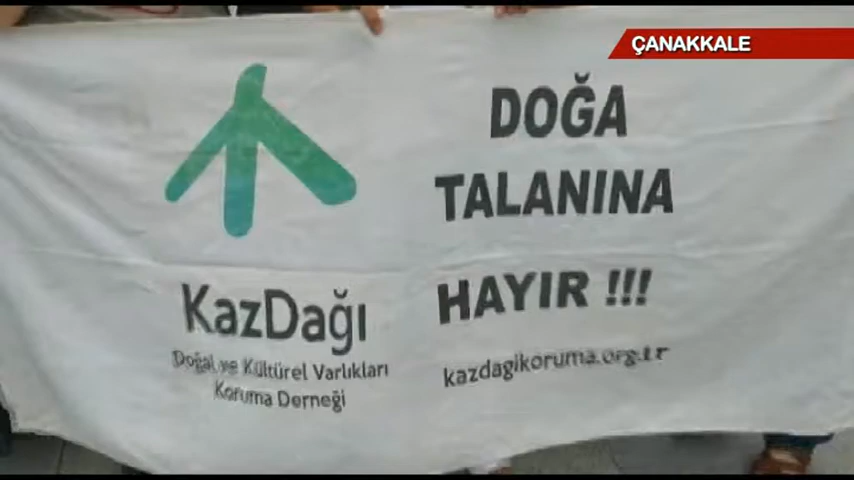 ÇANAKKALE
DOĞA
TALANINA
HAYIR !!!
kazdagikoruma.org.tr
KazDağı
Doğal ve Kültürel Varlıkları
Koruma Derneği